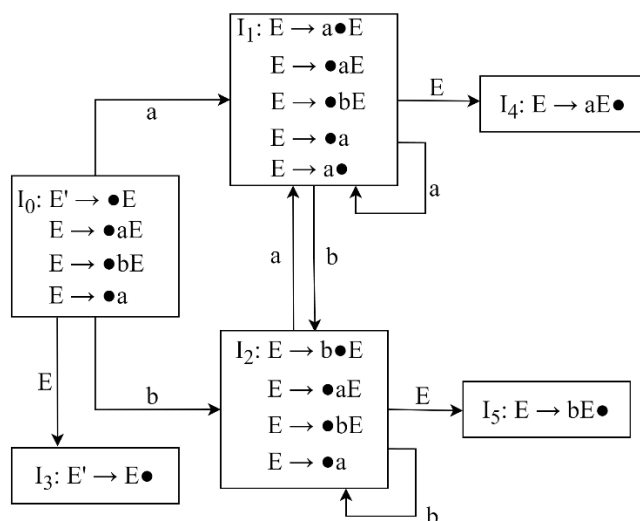 I₁: E → a●E
E → ●aE
E → ●bE
E → ●a
E → a●
E
I₄: E → aE●
a
a
I₀: E' → ●E
E → ●aE
E → ●bE
E → ●a
a
b
E
b
I₂: E → b●E
E → ●aE
E → ●bE
E → ●a
E
I₅: E → bE●
I₃: E' → E●
b